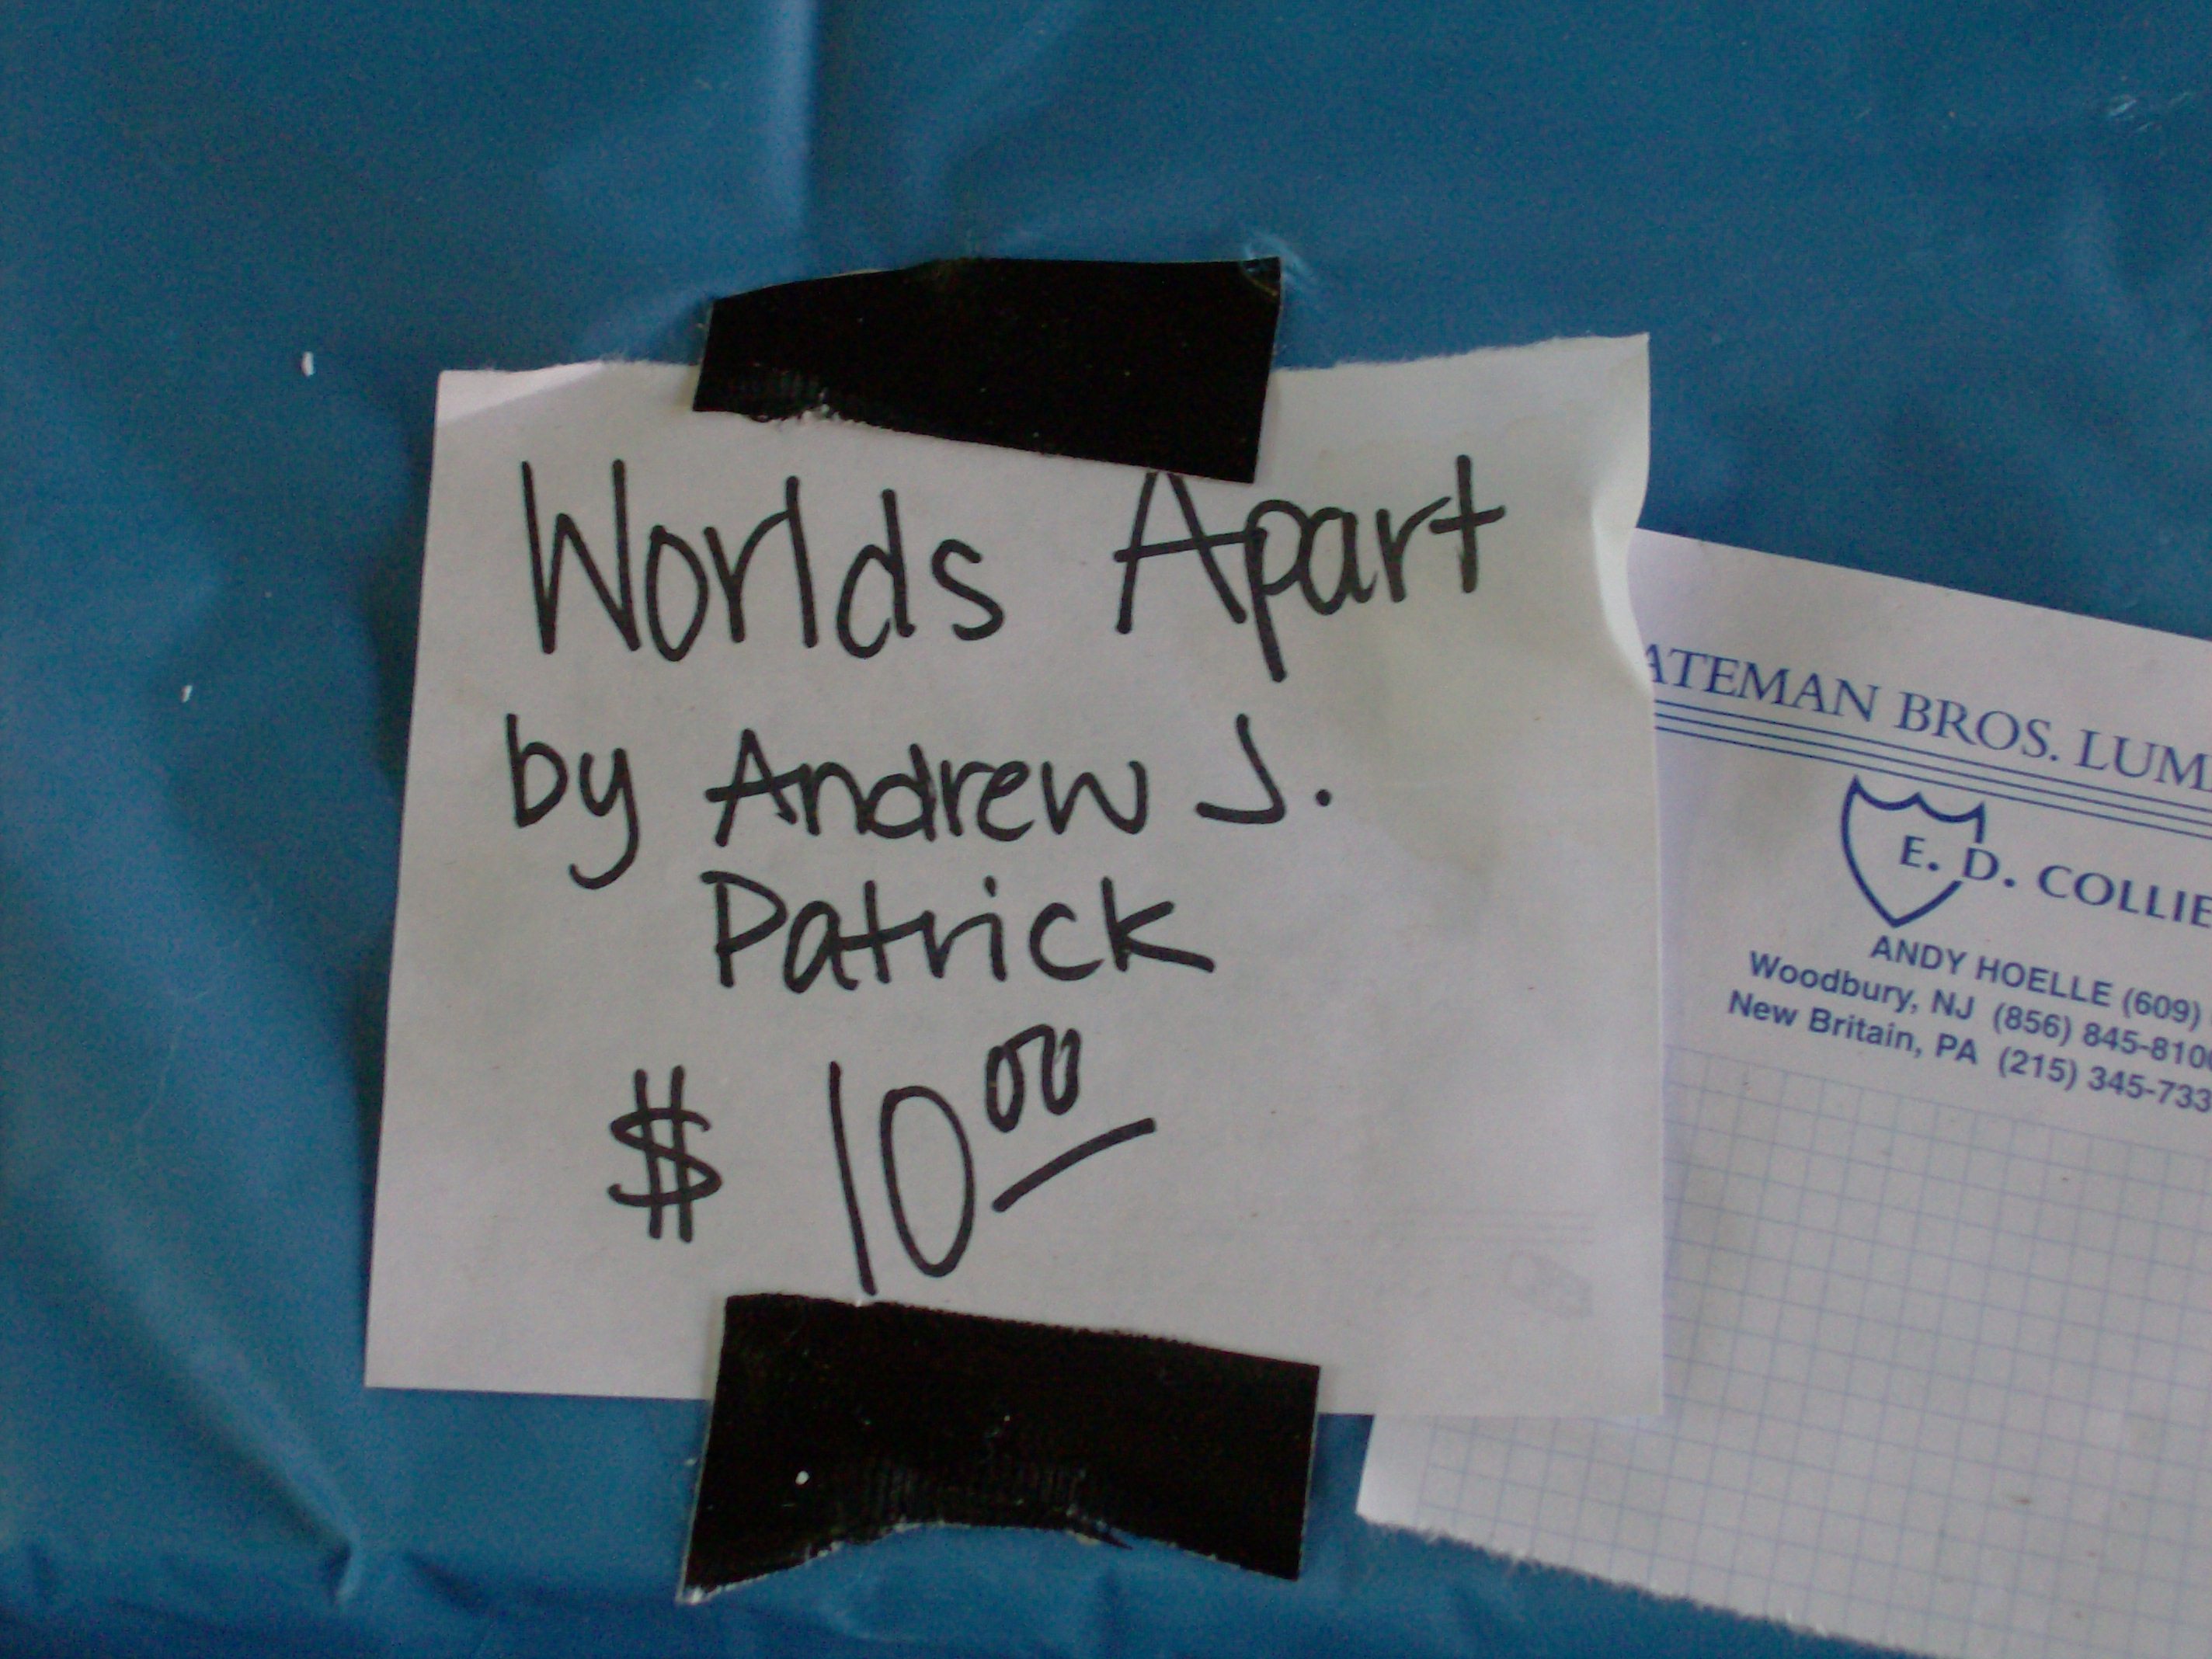 Worlds Apart
by Andrew J.
Patrick
$ 10.00
ATEMAN BROS. LUM
E. D. COLLIE
ANDY HOELLE (609)
Woodbury, NJ (856) 845-810
New Britain, PA (215) 345-733